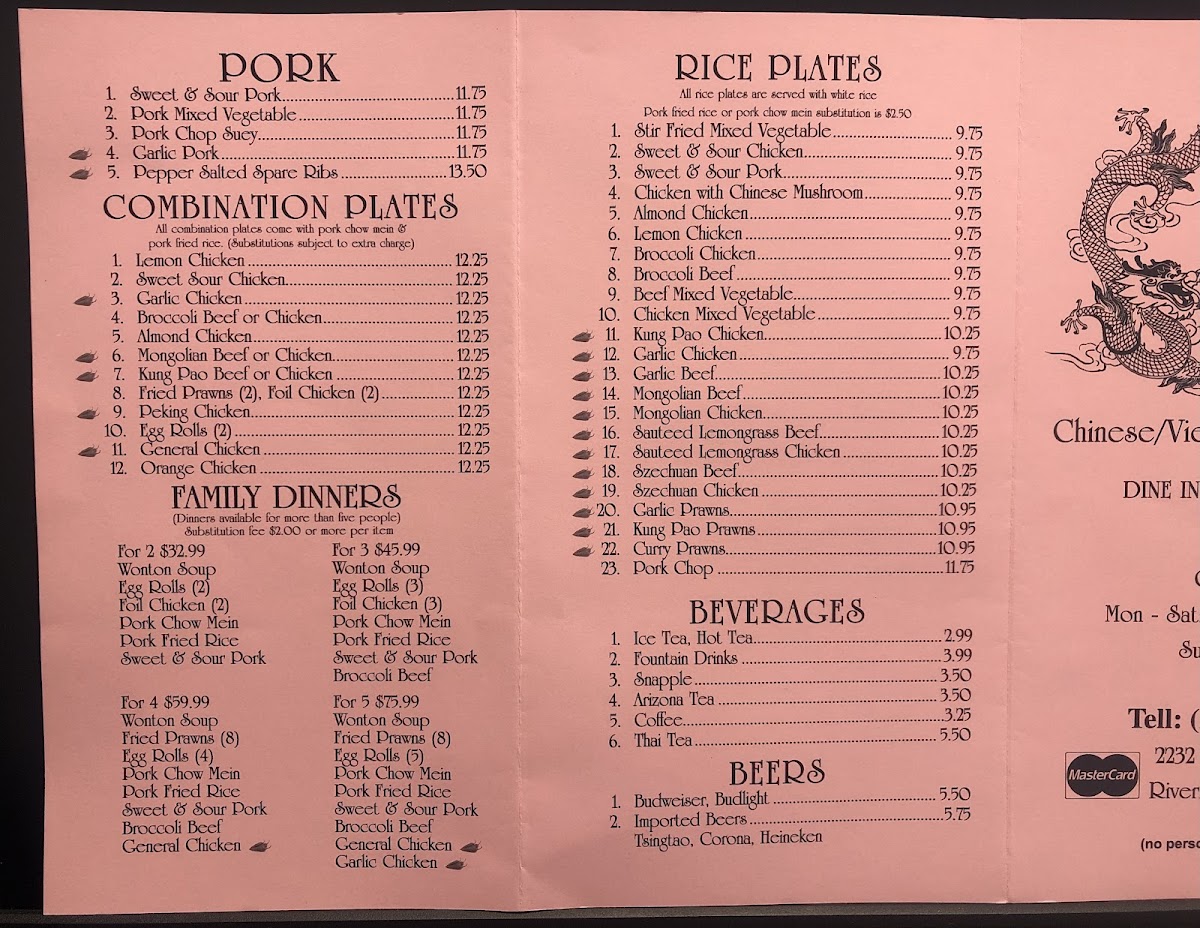 PORK
1. Sweet & Sour Pork..........11.75
2. Pork Mixed Vegetable..........11.75
3. Pork Chop Suey..........11.75
4. Garlic Pork..........11.75
5. Pepper Salted Spare Ribs..........13.50
COMBINATION PLATES
All combination plates come with pork chow mein &
pork fried rice. (Substitutions subject to extra charge)
1. Lemon Chicken..........12.25
2. Sweet Sour Chicken..........12.25
3. Garlic Chicken..........12.25
4. Broccoli Beef or Chicken..........12.25
5. Almond Chicken..........12.25
6. Mongolian Beef or Chicken..........12.25
7. Kung Pao Beef or Chicken..........12.25
8. Fried Prawns (2), Foil Chicken (2)..........12.25
9. Peking Chicken..........12.25
10. Egg Rolls (2)..........12.25
11. General Chicken..........12.25
12. Orange Chicken..........12.25
FAMILY DINNERS
(Dinners available for more than five people)
Substitution fee $2.00 or more per item
For 2 $32.99
Wonton Soup
Egg Rolls (2)
Foil Chicken (2)
Pork Chow Mein
Pork Fried Rice
Sweet & Sour Pork
For 3 $45.99
Wonton Soup
Egg Rolls (3)
Foil Chicken (3)
Pork Chow Mein
Pork Fried Rice
Sweet & Sour Pork
Broccoli Beef
For 4 $59.99
Wonton Soup
Fried Prawns (8)
Egg Rolls (4)
Pork Chow Mein
Pork Fried Rice
Sweet & Sour Pork
Broccoli Beef
General Chicken
For 5 $75.99
Wonton Soup
Fried Prawns (8)
Egg Rolls (5)
Pork Chow Mein
Pork Fried Rice
Sweet & Sour Pork
Broccoli Beef
General Chicken
Garlic Chicken
RICE PLATES
All rice plates are served with white rice
Pork fried rice or pork chow mein substitution is $2.50
1. Stir Fried Mixed Vegetable..........9.75
2. Sweet & Sour Chicken..........9.75
3. Sweet & Sour Pork..........9.75
4. Chicken with Chinese Mushroom..........9.75
5. Almond Chicken..........9.75
6. Lemon Chicken..........9.75
7. Broccoli Chicken..........9.75
8. Broccoli Beef..........9.75
9. Beef Mixed Vegetable..........9.75
10. Chicken Mixed Vegetable..........9.75
11. Kung Pao Chicken..........10.25
12. Garlic Chicken..........9.75
13. Garlic Beef..........10.25
14. Mongolian Beef..........10.25
15. Mongolian Chicken..........10.25
16. Sauteed Lemongrass Beef..........10.25
17. Sauteed Lemongrass Chicken..........10.25
18. Szechuan Beef..........10.25
19. Szechuan Chicken..........10.25
20. Garlic Prawns..........10.95
21. Kung Pao Prawns..........10.95
22. Curry Prawns..........10.95
23. Pork Chop..........11.75
BEVERAGES
1. Ice Tea, Hot Tea..........2.99
2. Fountain Drinks..........3.99
3. Snapple..........3.50
4. Arizona Tea..........3.50
5. Coffee..........3.25
6. Thai Tea..........5.50
BEERS
1. Budweiser, Budlight..........5.50
2. Imported Beers..........5.75
Tsingtao, Corona, Heineken
Chinese/Vie
DINE IN
Mon - Sat
Su
Tell: (
2232
River
MasterCard
(no perso